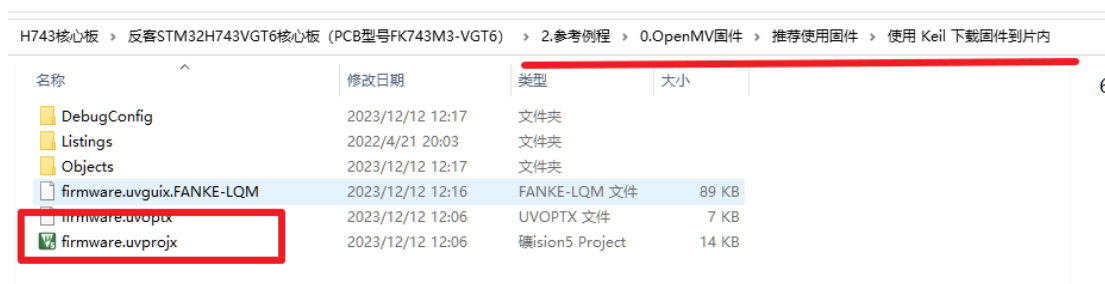 H743核心板 › 反客STM32H743VGT6核心板（PCB型号FK743M3-VGT6） › 2.参考例程 › 0.OpenMV固件 › 推荐使用固件 › 使用 Keil 下载固件到片内
名称 修改日期 类型 大小
DebugConfig 2023/12/12 12:17 文件夹
Listings 2022/4/21 20:03 文件夹
Objects 2023/12/12 12:17 文件夹
firmware.uvguix.FANKE-LQM 2023/12/12 12:16 FANKE-LQM 文件 89 KB
firmware.uvoptx 2023/12/12 12:06 UVOPTX 文件 7 KB
firmware.uvprojx 2023/12/12 12:06 礦ision5 Project 14 KB